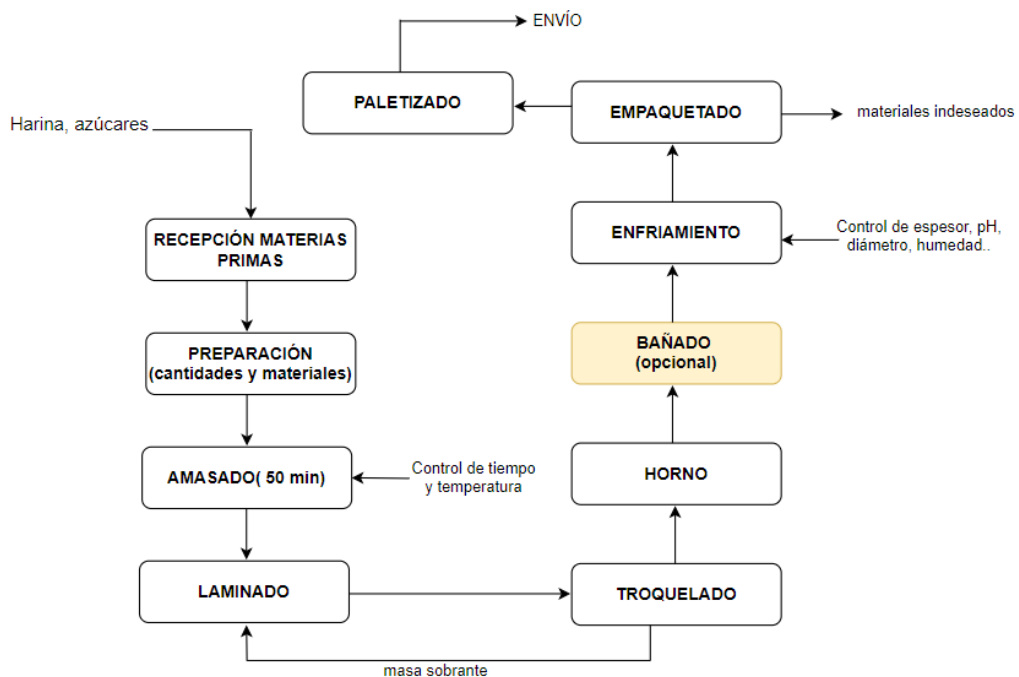 ENVÍO
PALETIZADO
EMPAQUETADO
materiales indeseados
Harina, azúcares
RECEPCIÓN MATERIAS
PRIMAS
ENFRIAMIENTO
Control de espesor, pH,
diámetro, humedad..
PREPARACIÓN
(cantidades y materiales)
BAÑADO
(opcional)
AMASADO( 50 min)
Control de tiempo
y temperatura
HORNO
LAMINADO
TROQUELADO
masa sobrante